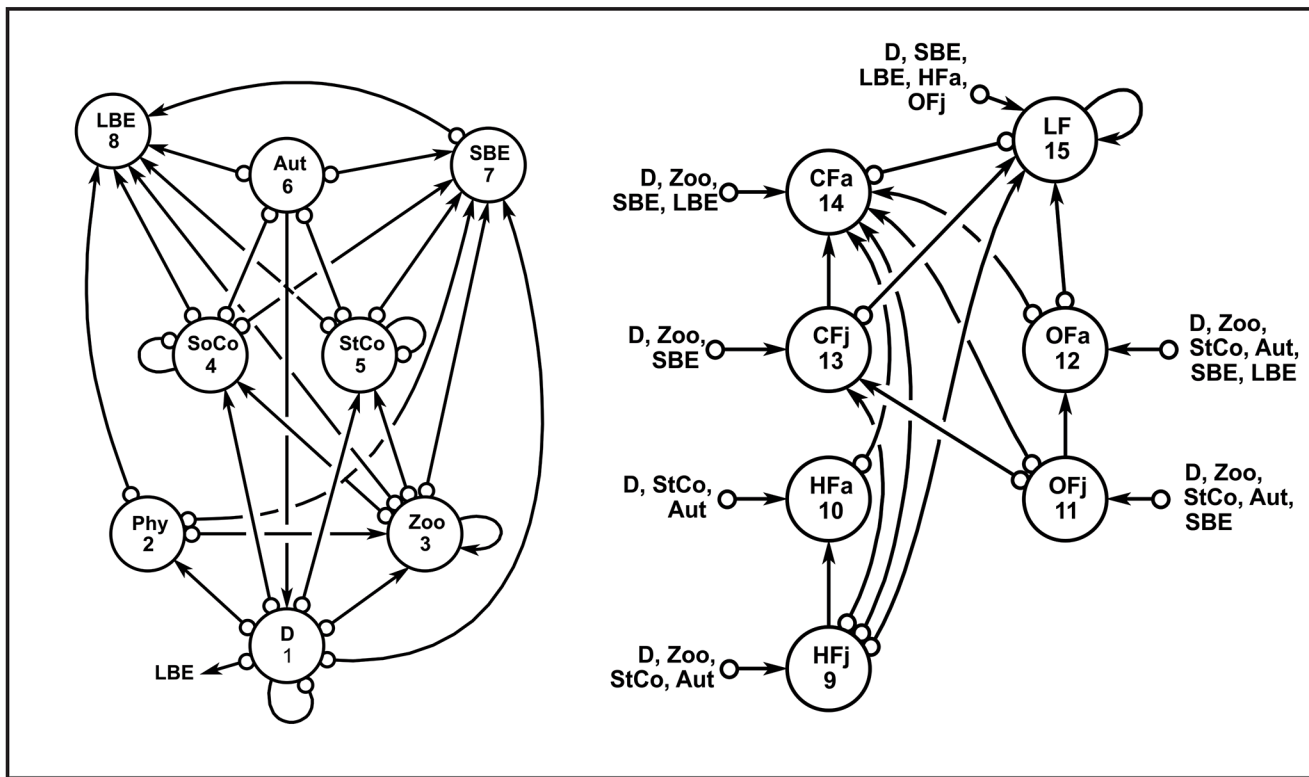 LBE
8
Aut
6
SBE
7
SoCo
4
StCo
5
Phy
2
Zoo
3
D
1
LBE
D, SBE,
LBE, HFa,
OFj
LF
15
D, Zoo,
SBE, LBE
CFa
14
D, Zoo,
SBE
CFj
13
OFa
12
D, Zoo,
StCo, Aut,
SBE, LBE
D, StCo,
Aut
HFa
10
OFj
11
D, Zoo,
StCo, Aut,
SBE
D, Zoo,
StCo, Aut
HFj
9